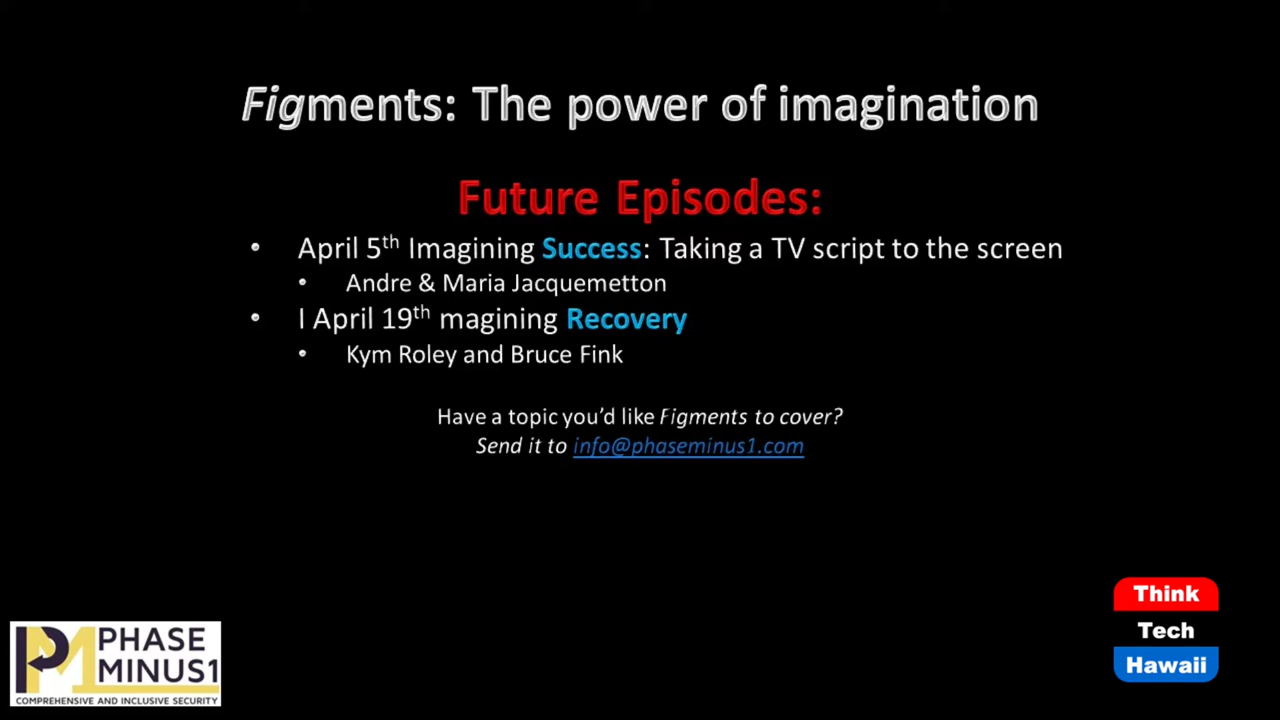 Figments: The power of imagination
Future Episodes:
• April 5th Imagining Success: Taking a TV script to the screen
• Andre & Maria Jacquemetton
• I April 19th magining Recovery
• Kym Roley and Bruce Fink
Have a topic you’d like Figments to cover?
Send it to info@phaseminus1.com
Think
Tech
Hawaii
PM
PHASE
MINUS1
COMPREHENSIVE AND INCLUSIVE SECURITY